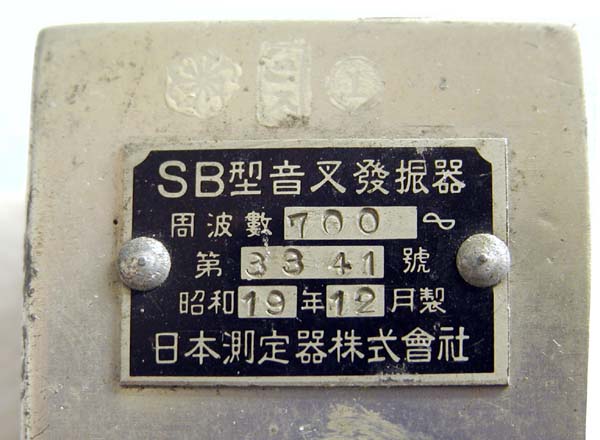 SB型音叉發振器
周波數 700 ∾
第 3341 號
昭和19年12月製
日本測定器株式會社